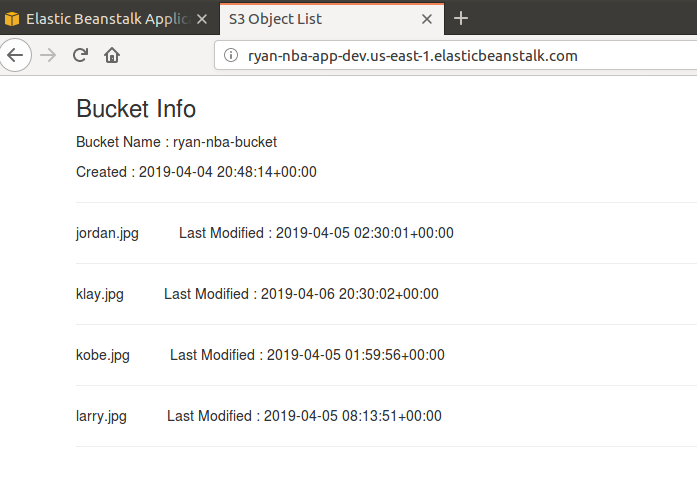 Elastic Beanstalk Applic
S3 Object List
ryan-nba-app-dev.us-east-1.elasticbeanstalk.com
Bucket Info
Bucket Name : ryan-nba-bucket
Created : 2019-04-04 20:48:14+00:00
jordan.jpg Last Modified : 2019-04-05 02:30:01+00:00
klay.jpg Last Modified : 2019-04-06 20:30:02+00:00
kobe.jpg Last Modified : 2019-04-05 01:59:56+00:00
larry.jpg Last Modified : 2019-04-05 08:13:51+00:00